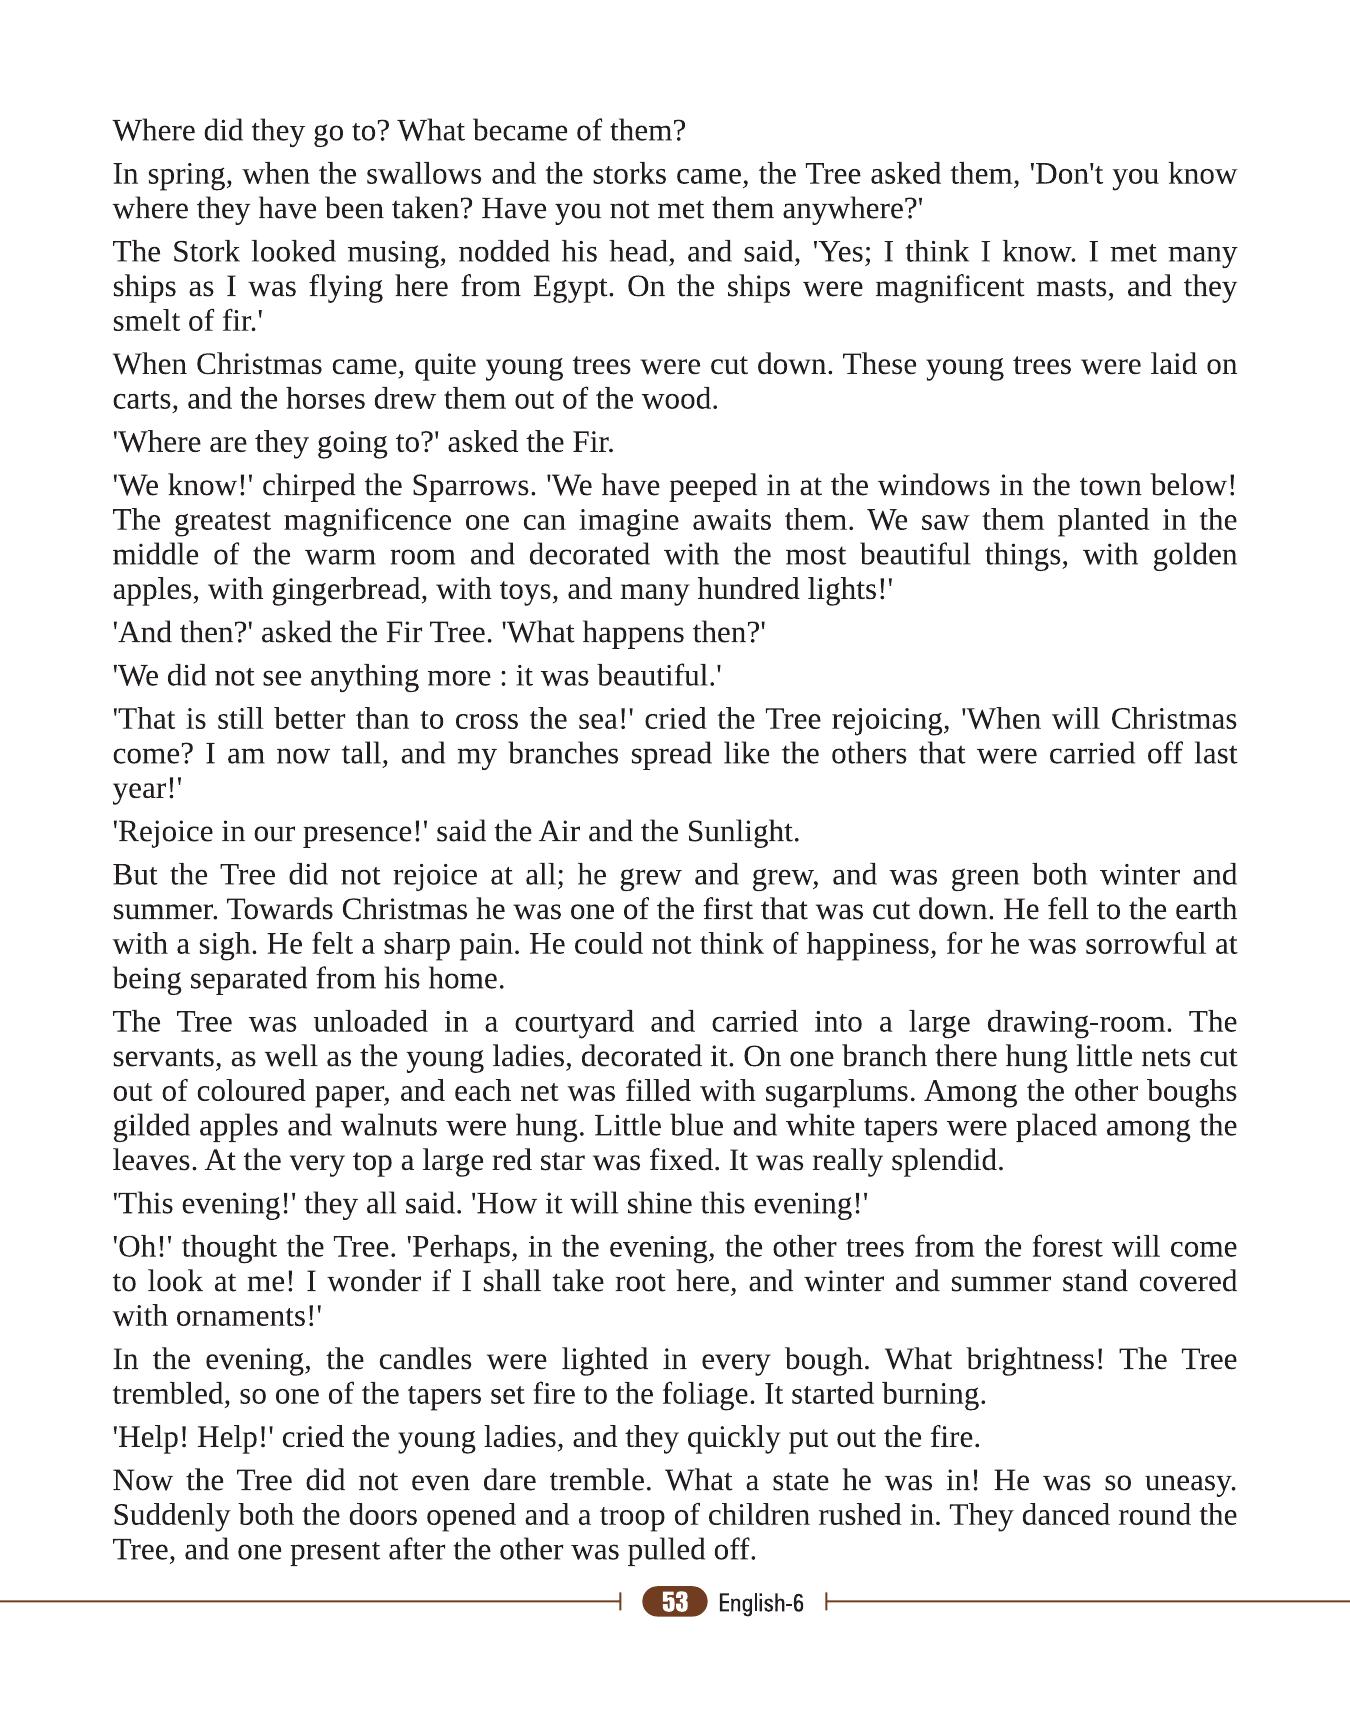 Where did they go to? What became of them?
In spring, when the swallows and the storks came, the Tree asked them, 'Don't you know
where they have been taken? Have you not met them anywhere?'
The Stork looked musing, nodded his head, and said, 'Yes; I think I know. I met many
ships as I was flying here from Egypt. On the ships were magnificent masts, and they
smelt of fir.'
When Christmas came, quite young trees were cut down. These young trees were laid on
carts, and the horses drew them out of the wood.
'Where are they going to?' asked the Fir.
'We know!' chirped the Sparrows. 'We have peeped in at the windows in the town below!
The greatest magnificence one can imagine awaits them. We saw them planted in the
middle of the warm room and decorated with the most beautiful things, with golden
apples, with gingerbread, with toys, and many hundred lights!'
'And then?' asked the Fir Tree. 'What happens then?'
'We did not see anything more : it was beautiful.'
'That is still better than to cross the sea!' cried the Tree rejoicing, 'When will Christmas
come? I am now tall, and my branches spread like the others that were carried off last
year!'
'Rejoice in our presence!' said the Air and the Sunlight.
But the Tree did not rejoice at all; he grew and grew, and was green both winter and
summer. Towards Christmas he was one of the first that was cut down. He fell to the earth
with a sigh. He felt a sharp pain. He could not think of happiness, for he was sorrowful at
being separated from his home.
The Tree was unloaded in a courtyard and carried into a large drawing-room. The
servants, as well as the young ladies, decorated it. On one branch there hung little nets cut
out of coloured paper, and each net was filled with sugarplums. Among the other boughs
gilded apples and walnuts were hung. Little blue and white tapers were placed among the
leaves. At the very top a large red star was fixed. It was really splendid.
'This evening!' they all said. 'How it will shine this evening!'
'Oh!' thought the Tree. 'Perhaps, in the evening, the other trees from the forest will come
to look at me! I wonder if I shall take root here, and winter and summer stand covered
with ornaments!'
In the evening, the candles were lighted in every bough. What brightness! The Tree
trembled, so one of the tapers set fire to the foliage. It started burning.
'Help! Help!' cried the young ladies, and they quickly put out the fire.
Now the Tree did not even dare tremble. What a state he was in! He was so uneasy.
Suddenly both the doors opened and a troop of children rushed in. They danced round the
Tree, and one present after the other was pulled off.
53 English-6